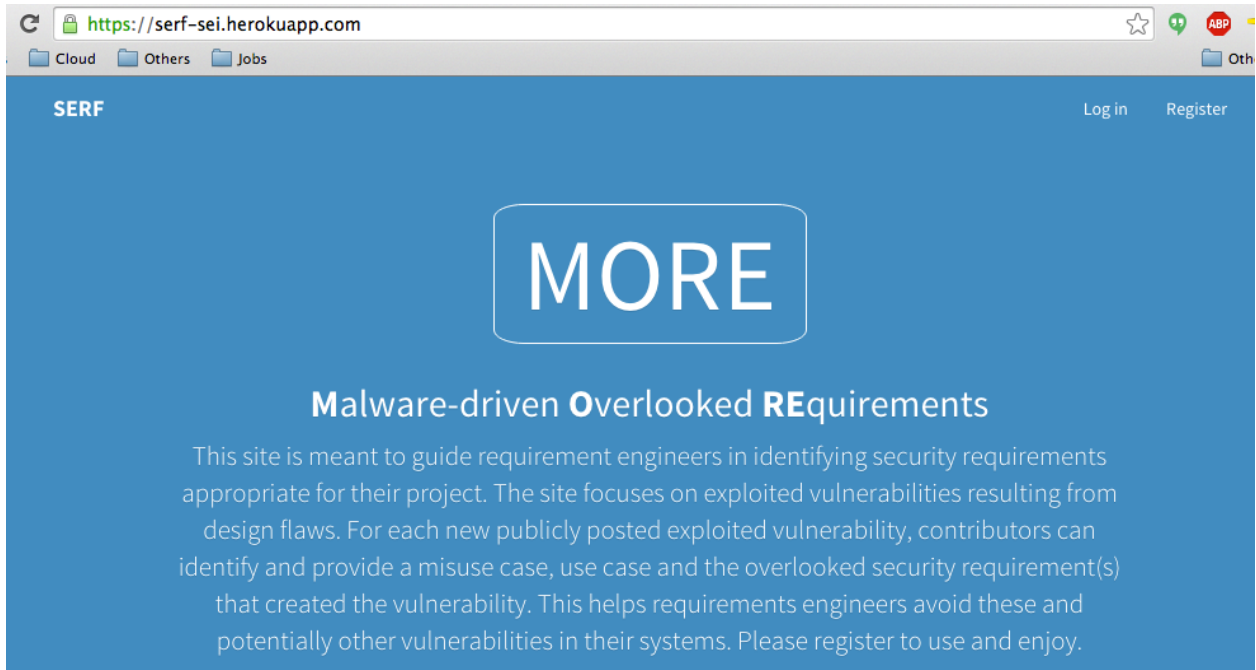 https://serf-sei.herokuapp.com
ABP
Cloud Others Jobs
SERF Log in Register
MORE
Malware-driven Overlooked REquirements
This site is meant to guide requirement engineers in identifying security requirements
appropriate for their project. The site focuses on exploited vulnerabilities resulting from
design flaws. For each new publicly posted exploited vulnerability, contributors can
identify and provide a misuse case, use case and the overlooked security requirement(s)
that created the vulnerability. This helps requirements engineers avoid these and
potentially other vulnerabilities in their systems. Please register to use and enjoy.